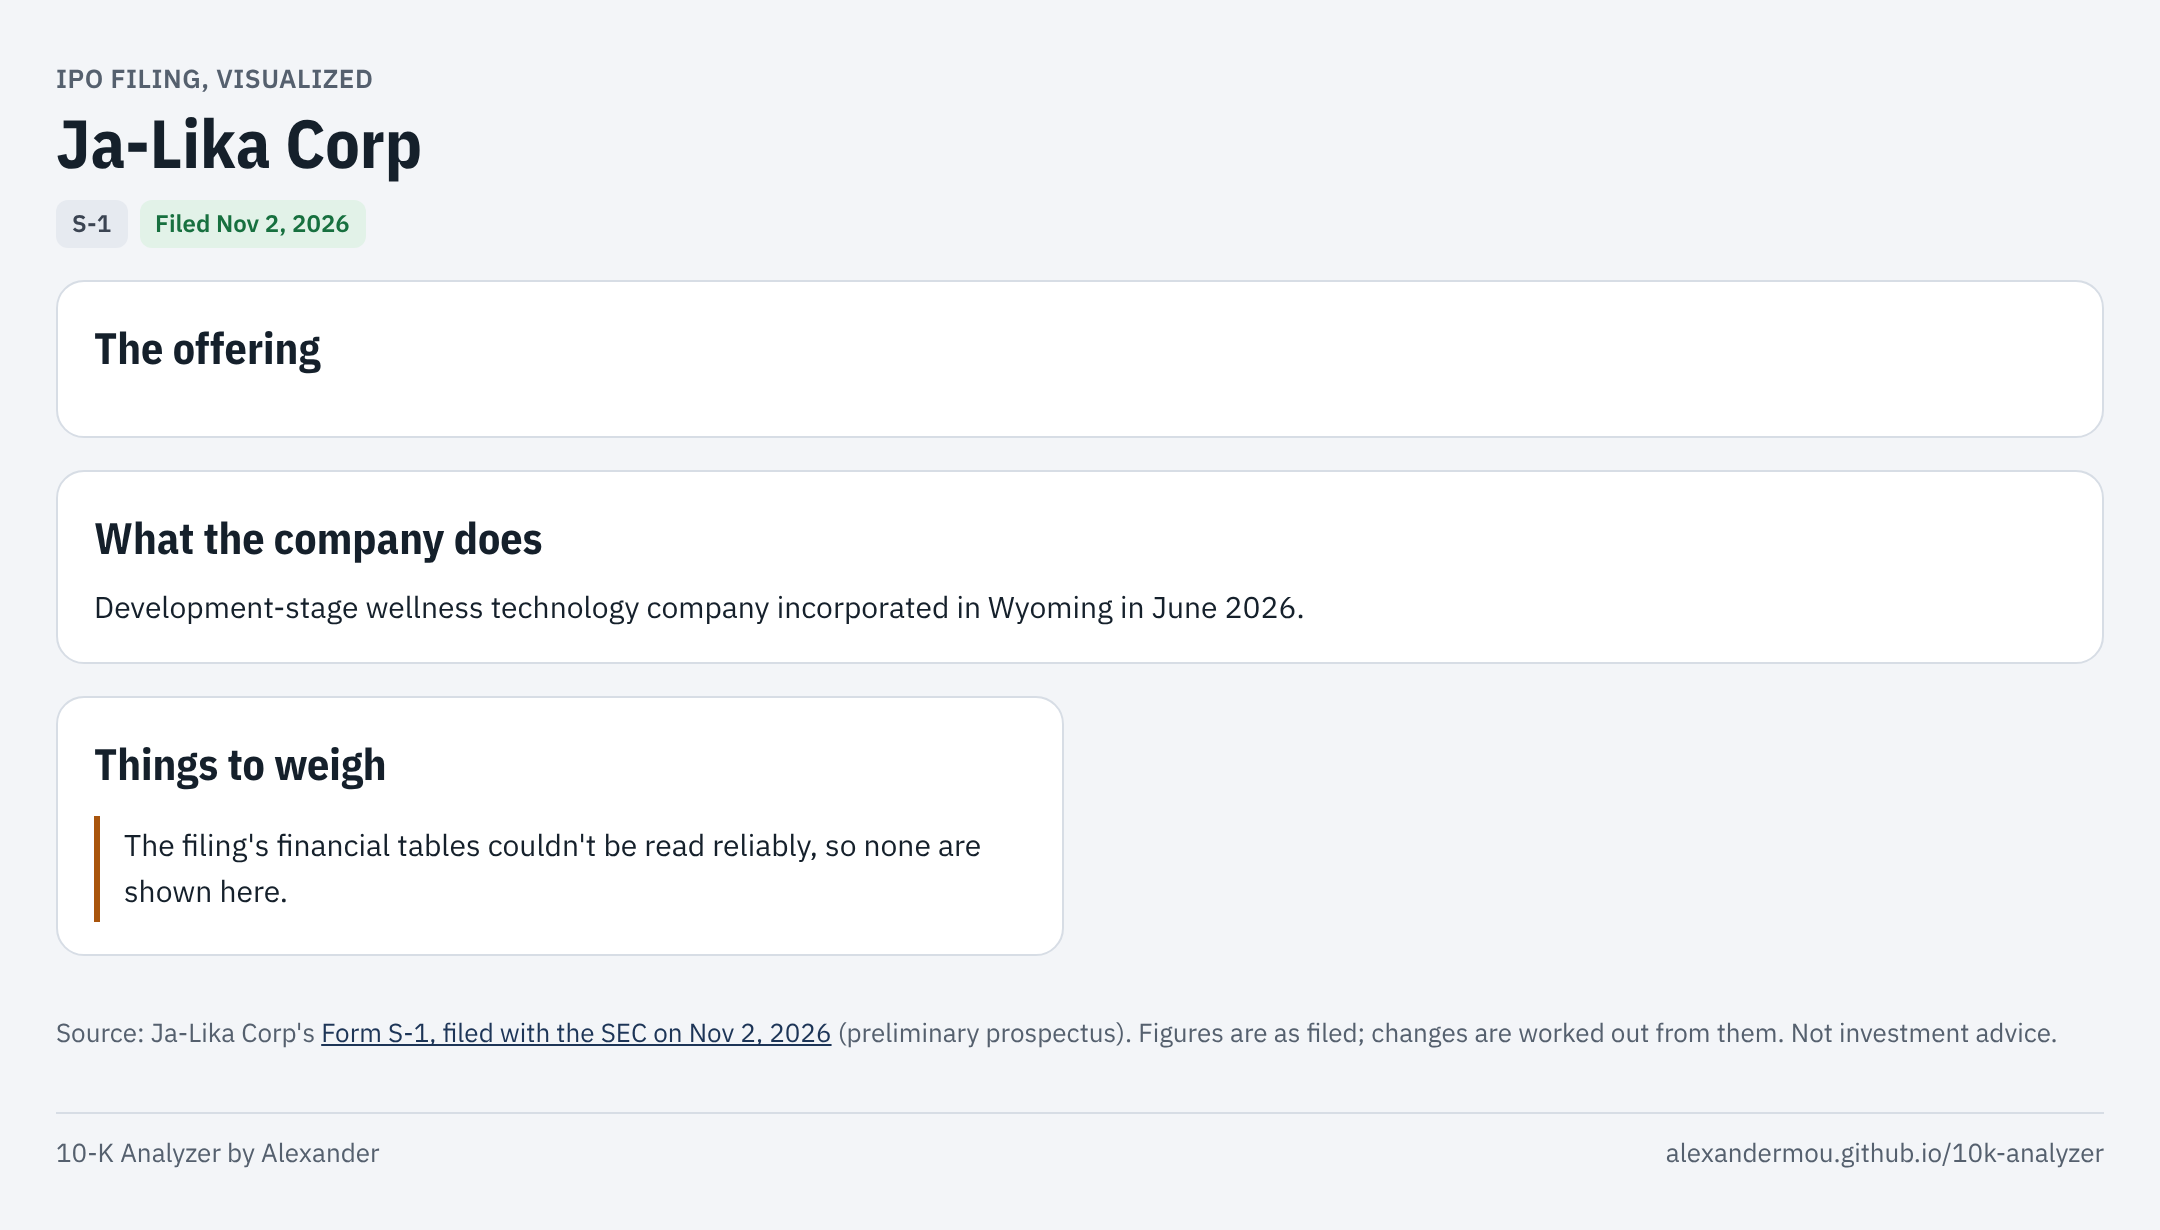 IPO FILING, VISUALIZED
Ja-Lika Corp
S-1
Filed Nov 2, 2026
The offering
What the company does
Development-stage wellness technology company incorporated in Wyoming in June 2026.
Things to weigh
The filing's financial tables couldn't be read reliably, so none are
shown here.
Source: Ja-Lika Corp's Form S-1, filed with the SEC on Nov 2, 2026 (preliminary prospectus). Figures are as filed; changes are worked out from them. Not investment advice.
10-K Analyzer by Alexander
alexandermou.github.io/10k-analyzer